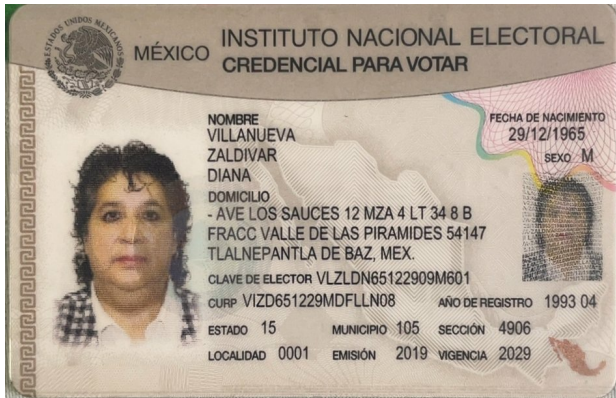 ESTADOS UNIDOS MEXICANOS
MÉXICO INSTITUTO NACIONAL ELECTORAL
CREDENCIAL PARA VOTAR
NOMBRE
VILLANUEVA
ZALDIVAR
DIANA
FECHA DE NACIMIENTO
29/12/1965
SEXO M
DOMICILIO
- AVE LOS SAUCES 12 MZA 4 LT 34 8 B
FRACC VALLE DE LAS PIRAMIDES 54147
TLALNEPANTLA DE BAZ, MEX.
CLAVE DE ELECTOR VLZLDN65122909M601
CURP VIZD651229MDFLLN08 AÑO DE REGISTRO 1993 04
ESTADO 15 MUNICIPIO 105 SECCIÓN 4906
LOCALIDAD 0001 EMISIÓN 2019 VIGENCIA 2029